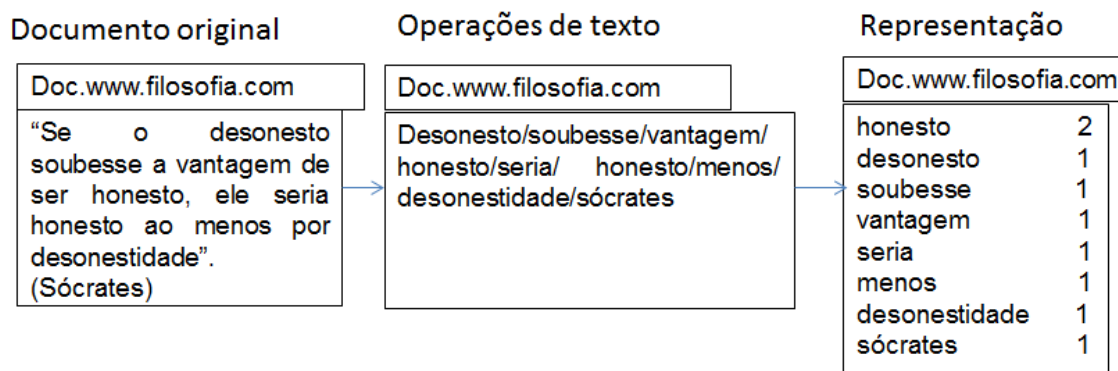 Documento original
Doc.www.filosofia.com
“Se o desonesto
soubesse a vantagem de
ser honesto, ele seria
honesto ao menos por
desonestidade”.
(Sócrates)
Operações de texto
Doc.www.filosofia.com
Desonesto/soubesse/vantagem/
honesto/seria/ honesto/menos/
desonestidade/sócrates
Representação
Doc.www.filosofia.com
honesto 2
desonesto 1
soubesse 1
vantagem 1
seria 1
menos 1
desonestidade 1
sócrates 1